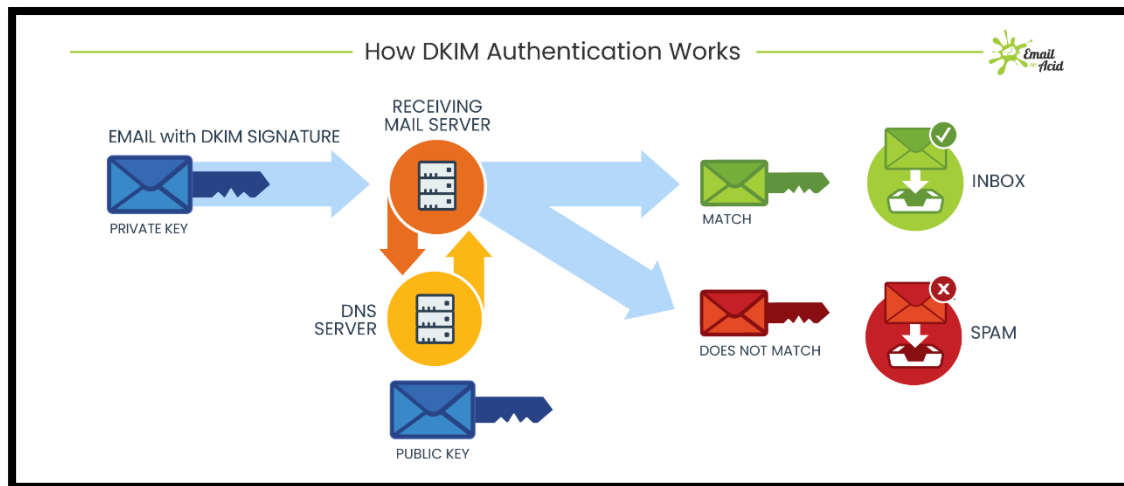 How DKIM Authentication Works
Email
on
Acid
RECEIVING
MAIL SERVER
EMAIL with DKIM SIGNATURE
PRIVATE KEY
MATCH
INBOX
DNS
SERVER
DOES NOT MATCH
SPAM
PUBLIC KEY